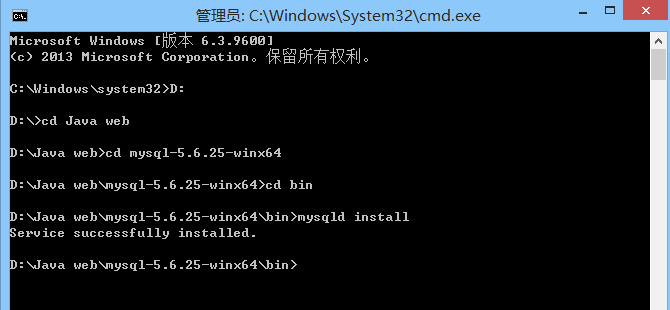 管理员: C:\Windows\System32\cmd.exe
Microsoft Windows [版本 6.3.9600]
(c) 2013 Microsoft Corporation。保留所有权利。
C:\Windows\system32>D:
D:\>cd Java web
D:\Java web>cd mysql-5.6.25-winx64
D:\Java web\mysql-5.6.25-winx64>cd bin
D:\Java web\mysql-5.6.25-winx64\bin>mysqld install
Service successfully installed.
D:\Java web\mysql-5.6.25-winx64\bin>